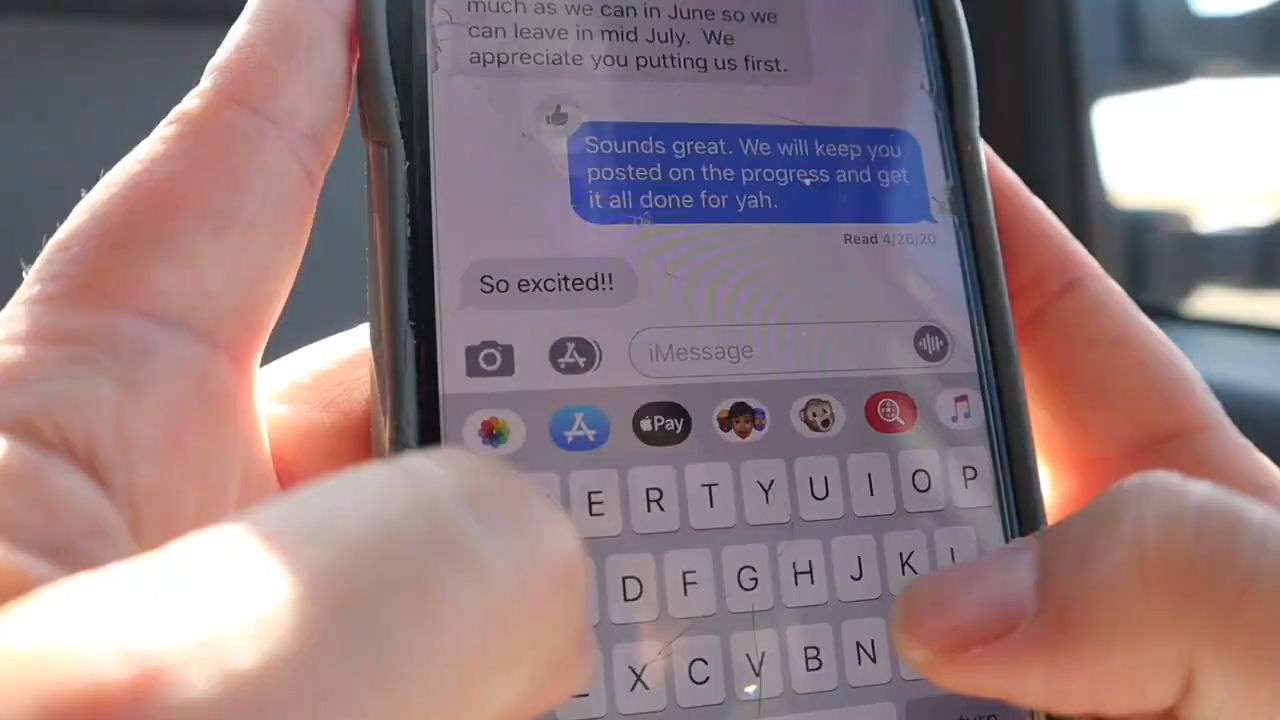 much as we can in June so we
can leave in mid July. We
appreciate you putting us first.
Sounds great. We will keep you
posted on the progress and get
it all done for yah.
Read 4/26/20
So excited!!
iMessage
Pay
E R T Y U I O P
D F G H J K L
X C V B N